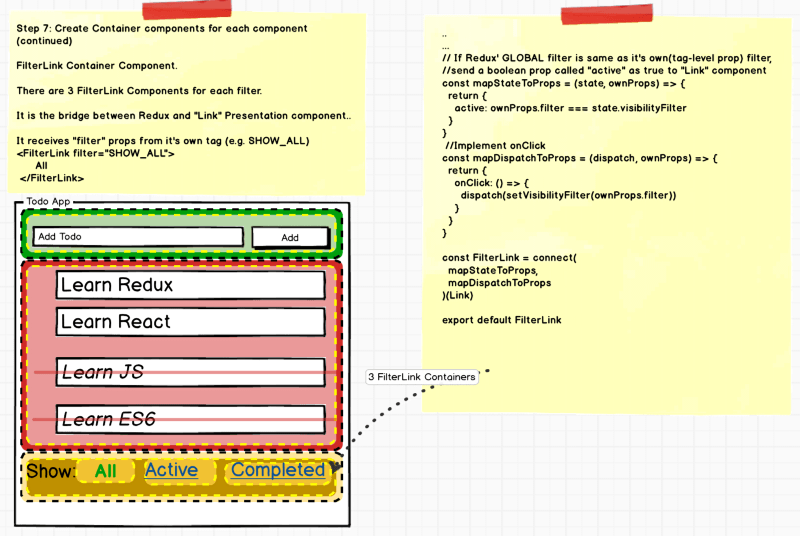 Step 7: Create Container components for each component
(continued)
FilterLink Container Component.
There are 3 FilterLink Components for each filter.
It is the bridge between Redux and "Link" Presentation component..
It receives "filter" props from it's own tag (e.g. SHOW_ALL)
<FilterLink filter="SHOW_ALL">
All
</FilterLink>
Todo App
Add Todo
Add
Learn Redux
Learn React
Learn JS
Learn ES6
Show: All Active Completed
3 FilterLink Containers
..
...
// If Redux' GLOBAL filter is same as it's own(tag-level prop) filter,
//send a boolean prop called "active" as true to "Link" component
const mapStateToProps = (state, ownProps) => {
return {
active: ownProps.filter === state.visibilityFilter
}
}
//Implement onClick
const mapDispatchToProps = (dispatch, ownProps) => {
return {
onClick: () => {
dispatch(setVisibilityFilter(ownProps.filter))
}
}
}
const FilterLink = connect(
mapStateToProps,
mapDispatchToProps
)(Link)
export default FilterLink